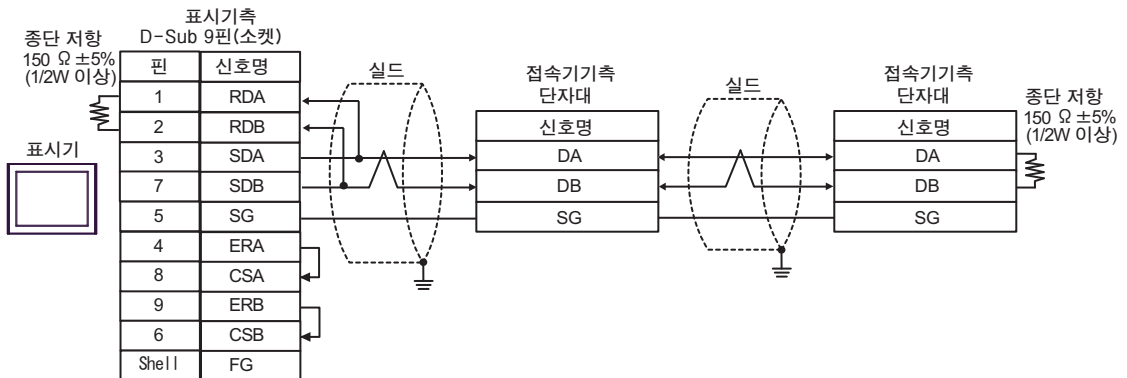 표시기측
D-Sub 9핀(소켓)
종단 저항
150 Ω ±5%
(1/2W 이상)
핀 신호명
1 RDA
2 RDB
3 SDA
7 SDB
5 SG
4 ERA
8 CSA
9 ERB
6 CSB
Shell FG
표시기
실드
접속기기측
단자대
신호명
DA
DB
SG
실드
접속기기측
단자대
신호명
DA
DB
SG
종단 저항
150 Ω ±5%
(1/2W 이상)